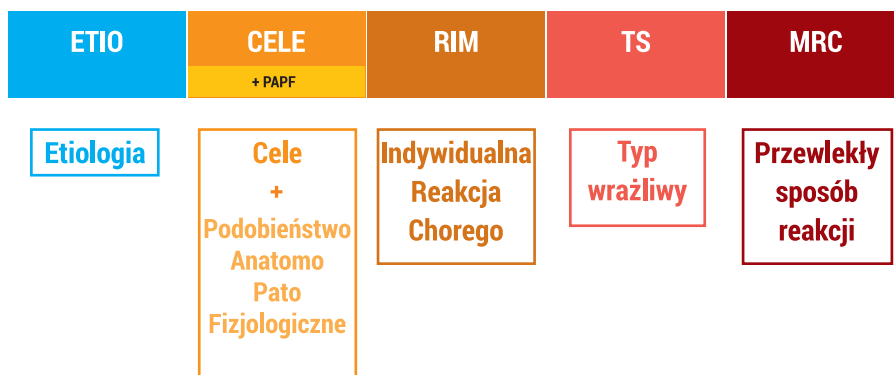 ETIO
CELE
+ PAPF
RIM
TS
MRC
Etiologia
Cele
+
Podobieństwo
Anatomo
Pato
Fizjologiczne
Indywidualna
Reakcja
Chorego
Typ
wrażliwy
Przewlekły
sposób
reakcji